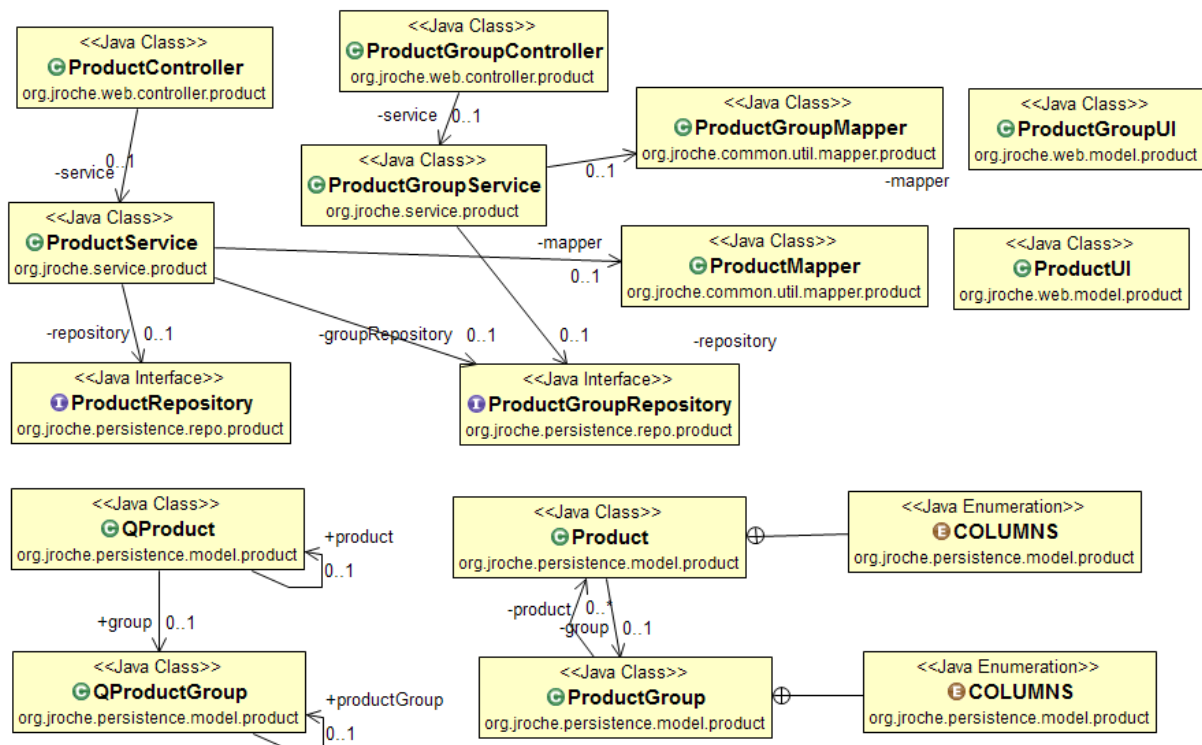 <<Java Class>>
ProductController
org.jroche.web.controller.product
<<Java Class>>
ProductGroupController
org.jroche.web.controller.product
-service
0..1
<<Java Class>>
ProductGroupMapper
org.jroche.common.util.mapper.product
<<Java Class>>
ProductGroupUI
org.jroche.web.model.product
0..1
-service
<<Java Class>>
ProductGroupService
org.jroche.service.product
0..1
-mapper
<<Java Class>>
ProductService
org.jroche.service.product
-mapper
0..1
<<Java Class>>
ProductMapper
org.jroche.common.util.mapper.product
<<Java Class>>
ProductUI
org.jroche.web.model.product
-repository
0..1
-groupRepository
0..1
0..1
-repository
<<Java Interface>>
ProductRepository
org.jroche.persistence.repo.product
<<Java Interface>>
ProductGroupRepository
org.jroche.persistence.repo.product
<<Java Class>>
QProduct
org.jroche.persistence.model.product
+product
0..1
<<Java Class>>
Product
org.jroche.persistence.model.product
<<Java Enumeration>>
COLUMNS
org.jroche.persistence.model.product
+group
0..1
-product
0..*
-group
0..1
<<Java Class>>
QProductGroup
org.jroche.persistence.model.product
+productGroup
0..1
<<Java Class>>
ProductGroup
org.jroche.persistence.model.product
<<Java Enumeration>>
COLUMNS
org.jroche.persistence.model.product